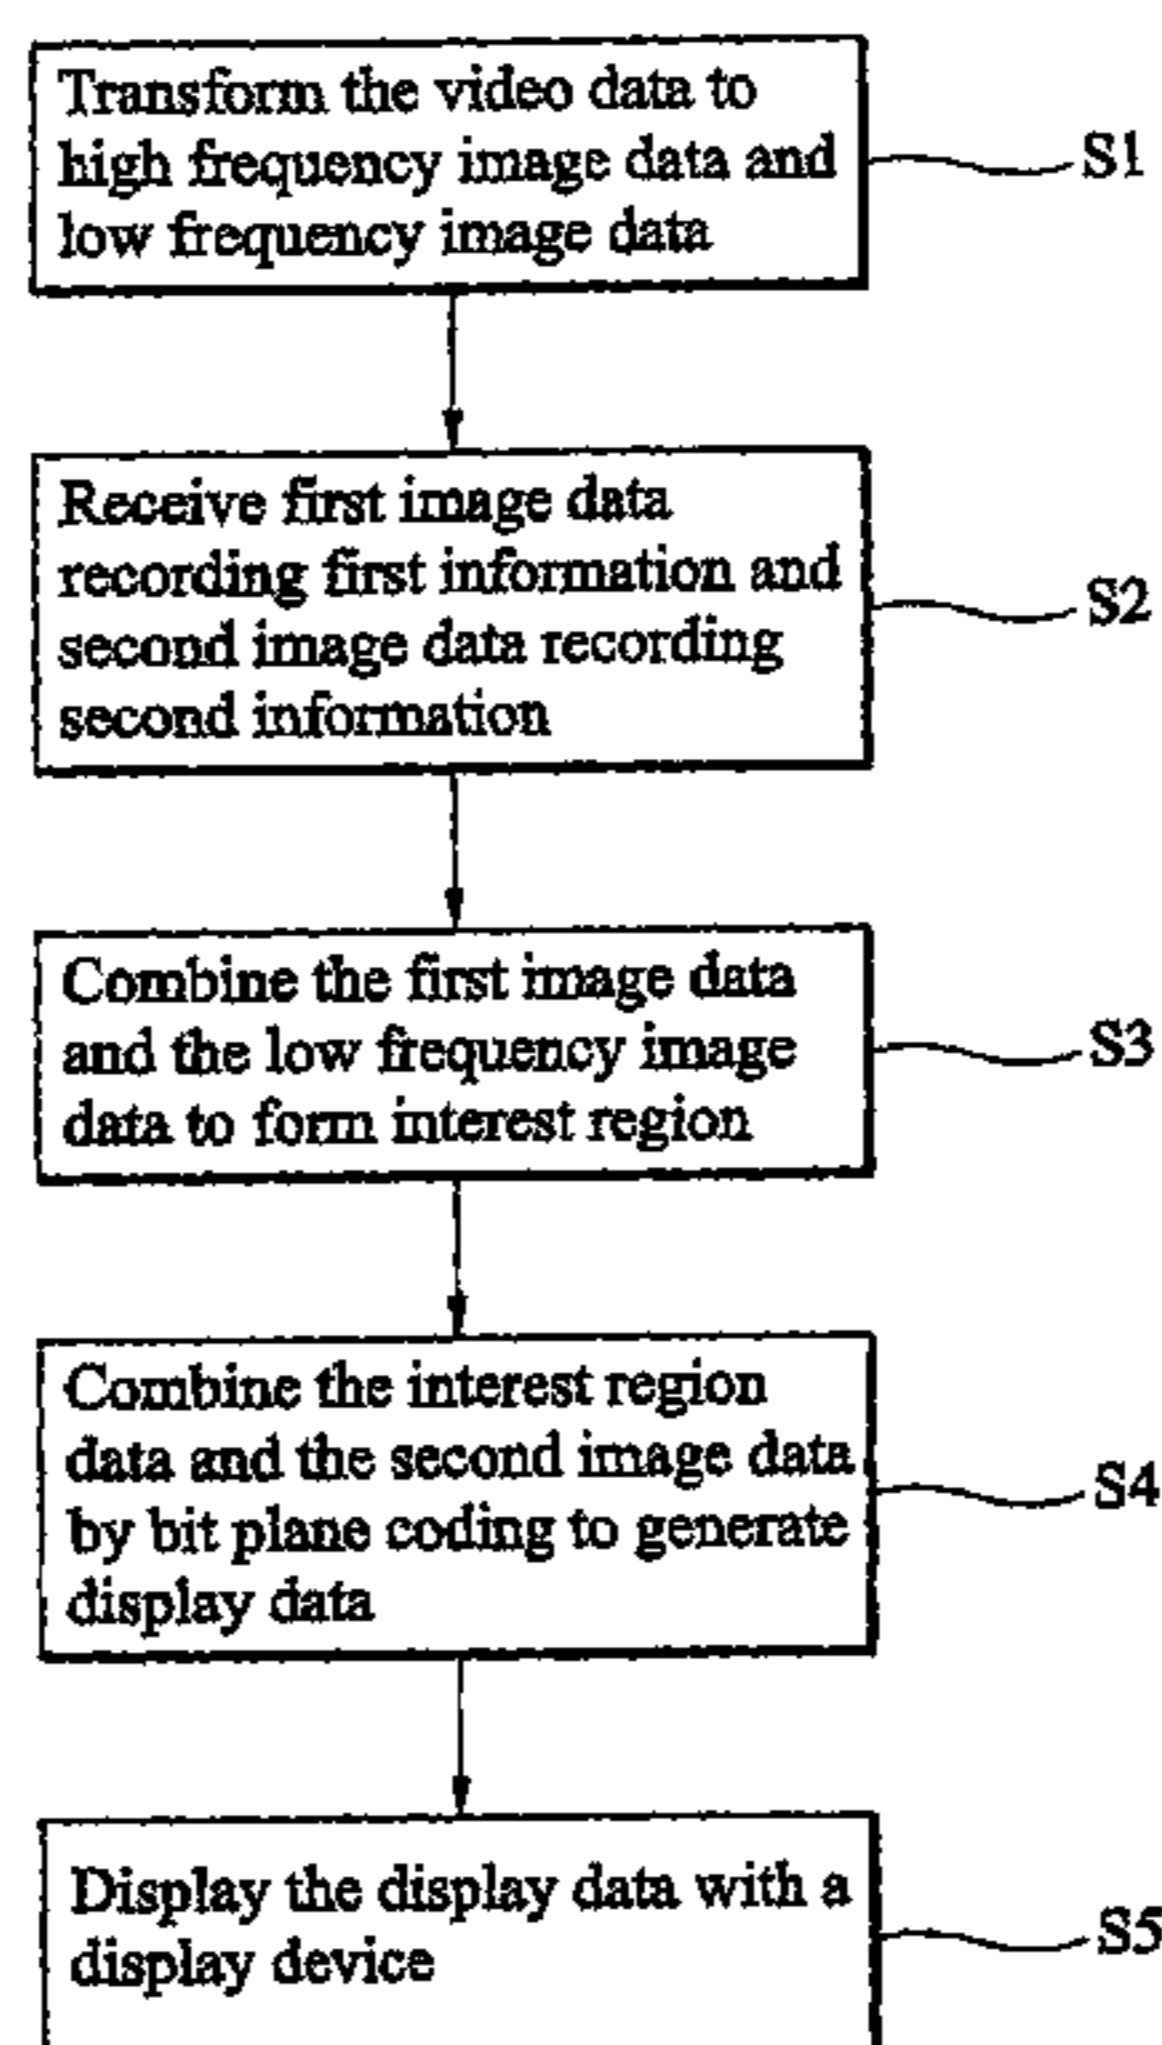 Transform the video data to
high frequency image data and
low frequency image data
S1
Receive first image data
recording first information and
second image data recording
second information
S2
Combine the first image data
and the low frequency image
data to form interest region
S3
Combine the interest region
data and the second image data
by bit plane coding to generate
display data
S4
Display the display data with a
display device
S5